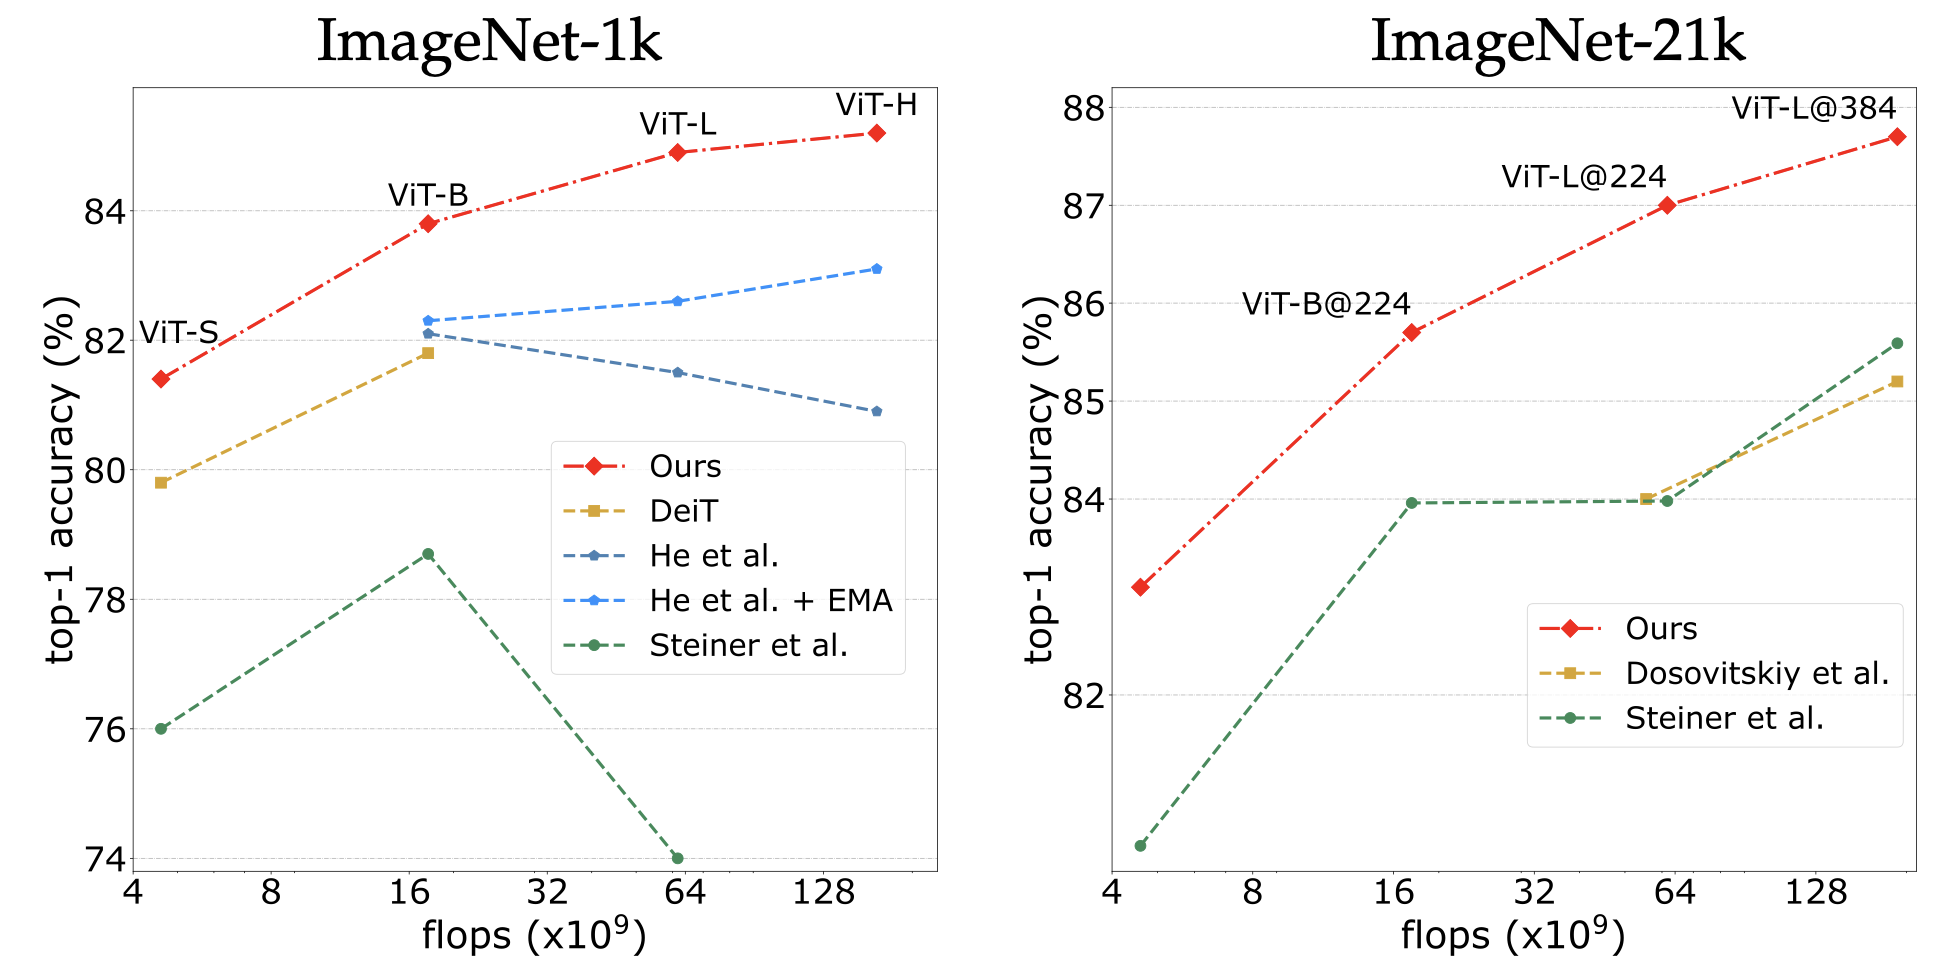 ImageNet-1k
ViT-H
ViT-L
ViT-B
ViT-S
84
82
80
78
76
74
top-1 accuracy (%)
Ours
DeiT
He et al.
He et al. + EMA
Steiner et al.
4 8 16 32 64 128
flops (x10⁹)
ImageNet-21k
ViT-L@384
ViT-L@224
ViT-B@224
88
87
86
85
84
82
top-1 accuracy (%)
Ours
Dosovitskiy et al.
Steiner et al.
4 8 16 32 64 128
flops (x10⁹)